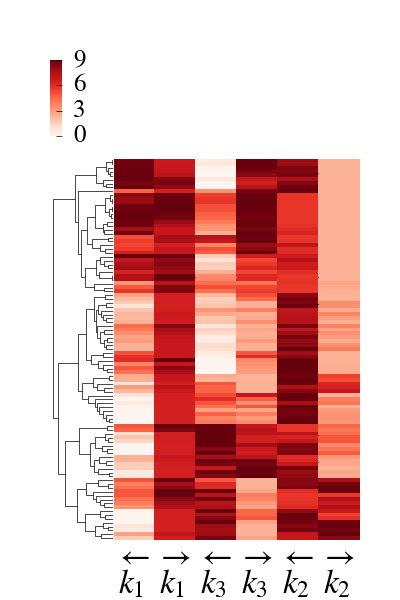 9
6
3
0
← → ← → ← →
k₁ k₁ k₃ k₃ k₂ k₂